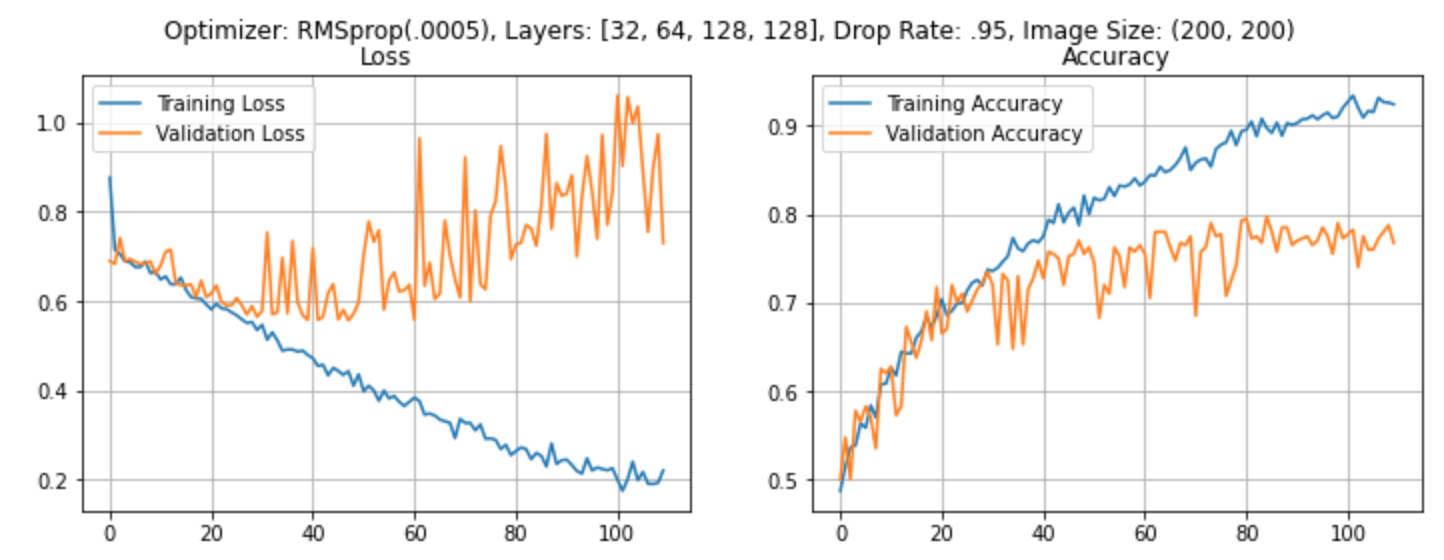 Optimizer: RMSprop(.0005), Layers: [32, 64, 128, 128], Drop Rate: .95, Image Size: (200, 200)
Loss
Training Loss
Validation Loss
1.0
0.8
0.6
0.4
0.2
0 20 40 60 80 100
Accuracy
Training Accuracy
Validation Accuracy
0.9
0.8
0.7
0.6
0.5
0 20 40 60 80 100